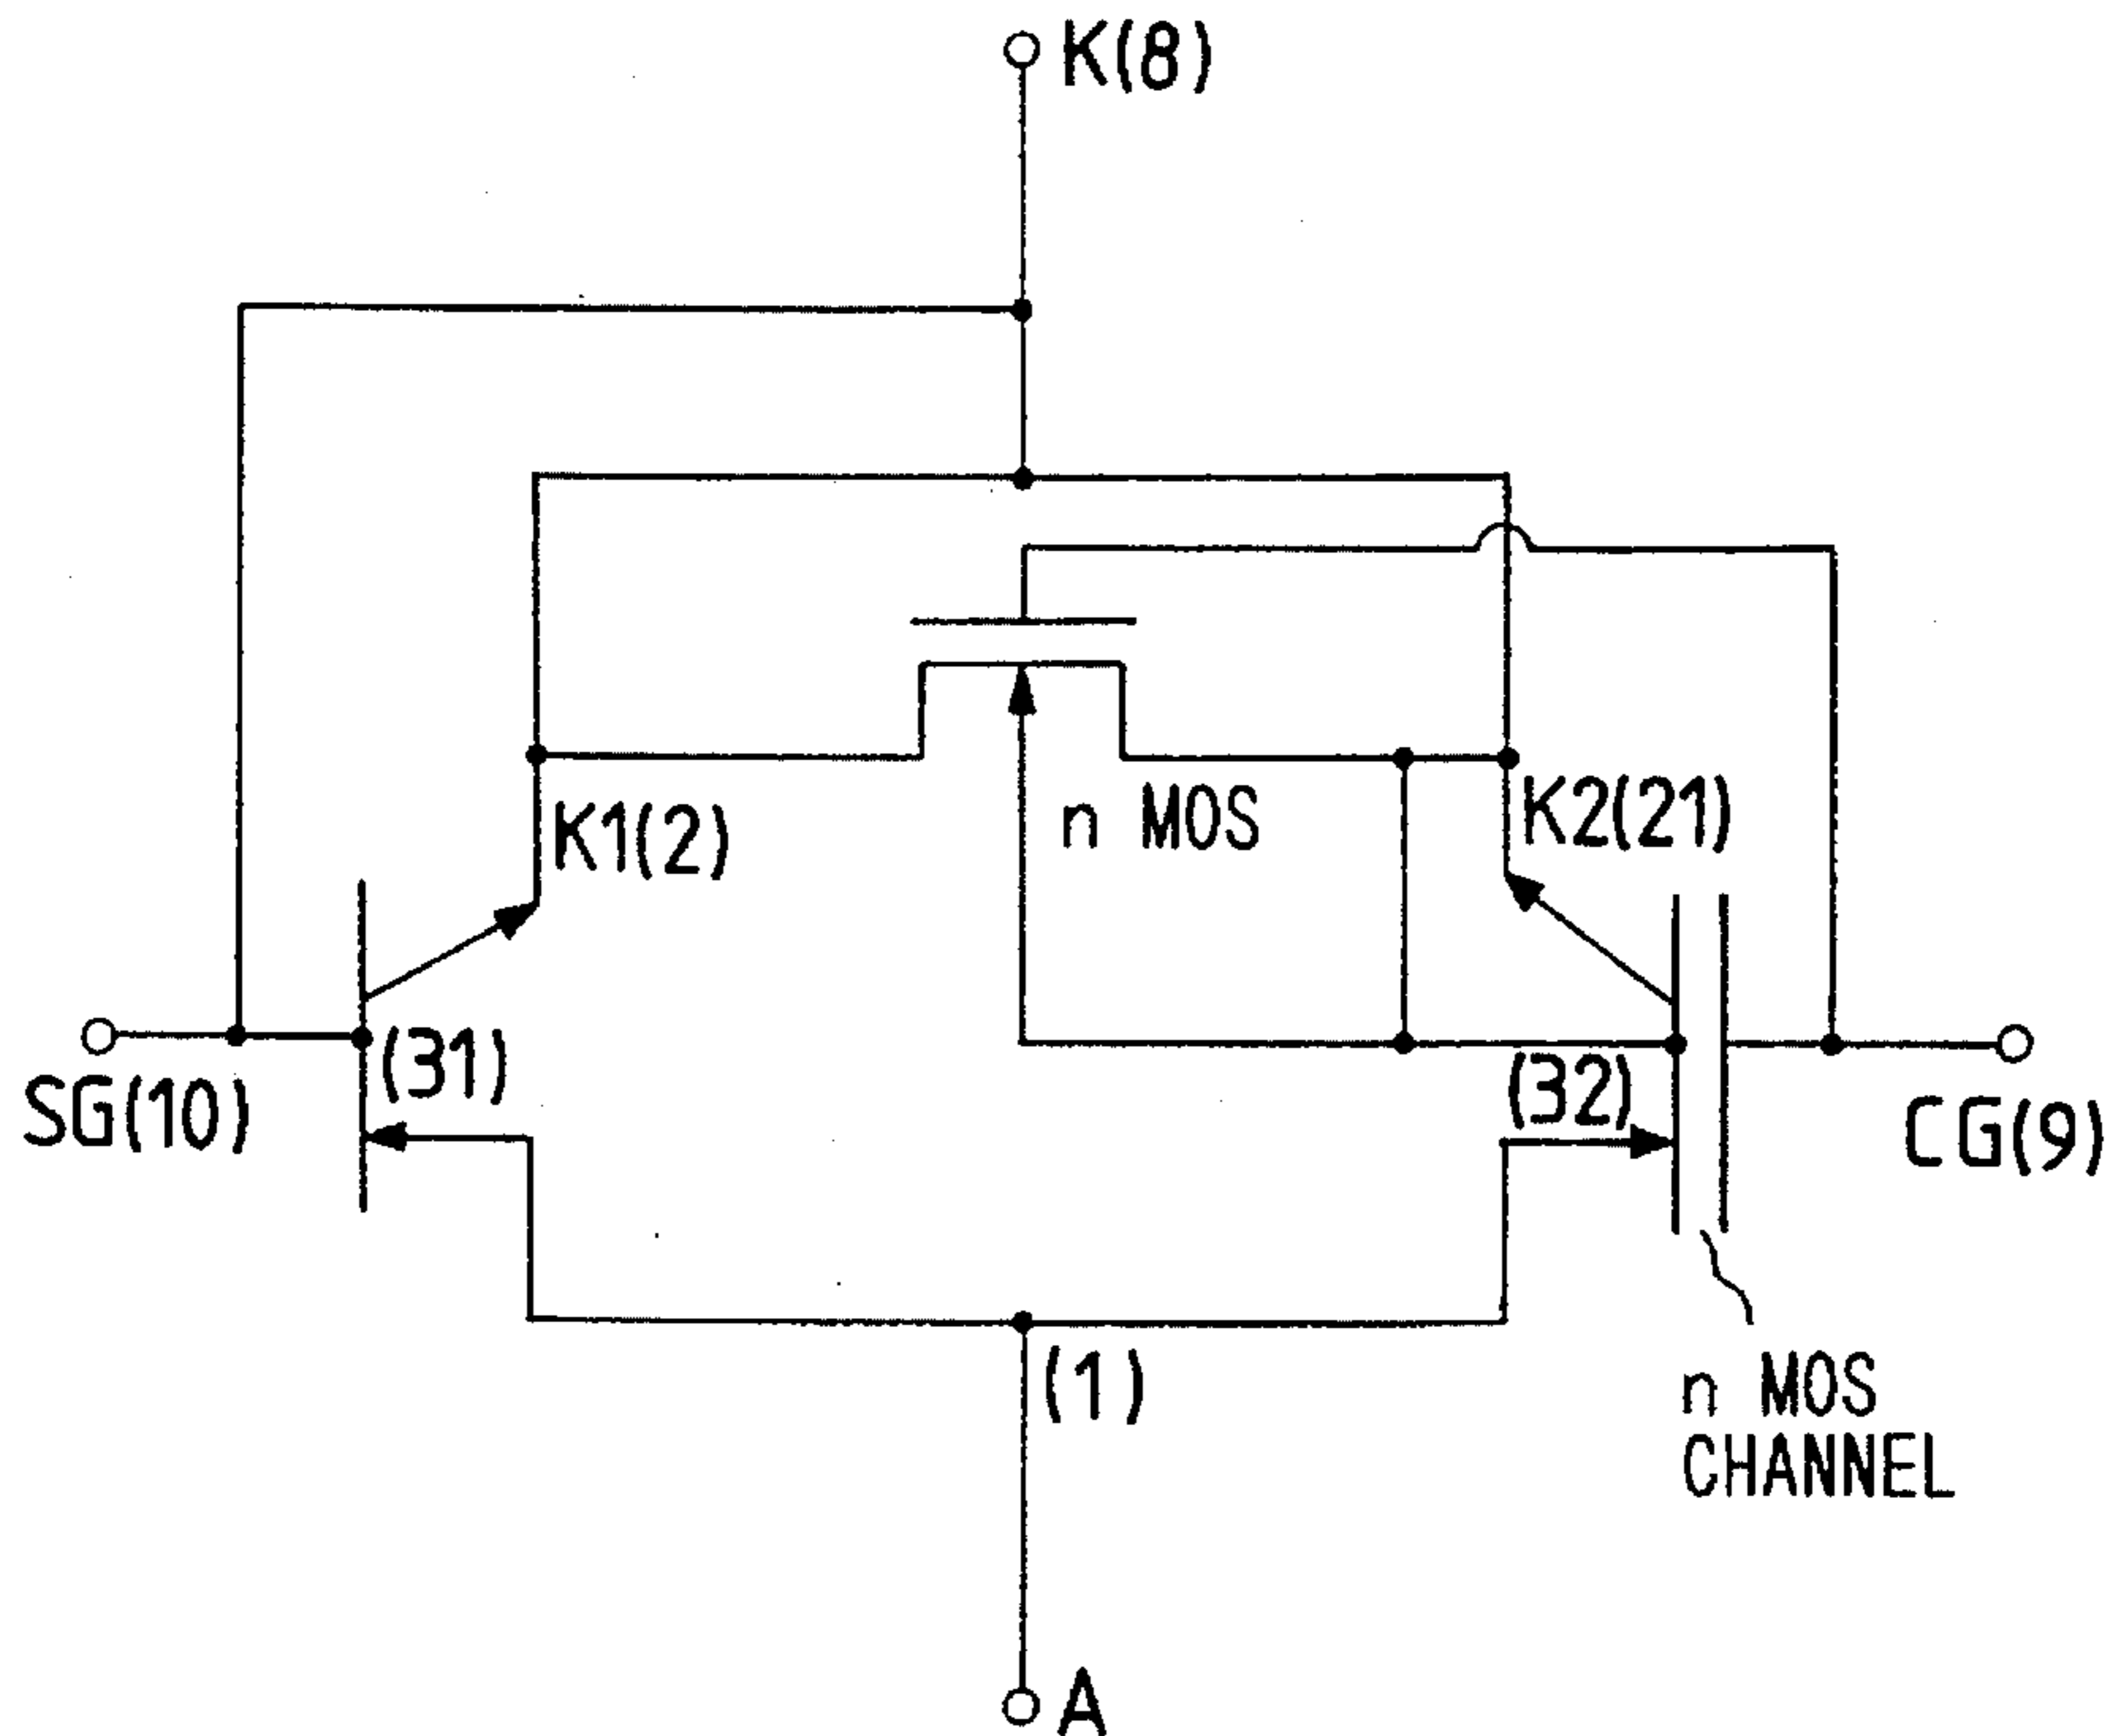 K(8)
K1(2)
n MOS
K2(21)
(31)
SG(10)
(32)
CG(9)
(1)
n MOS
CHANNEL
A